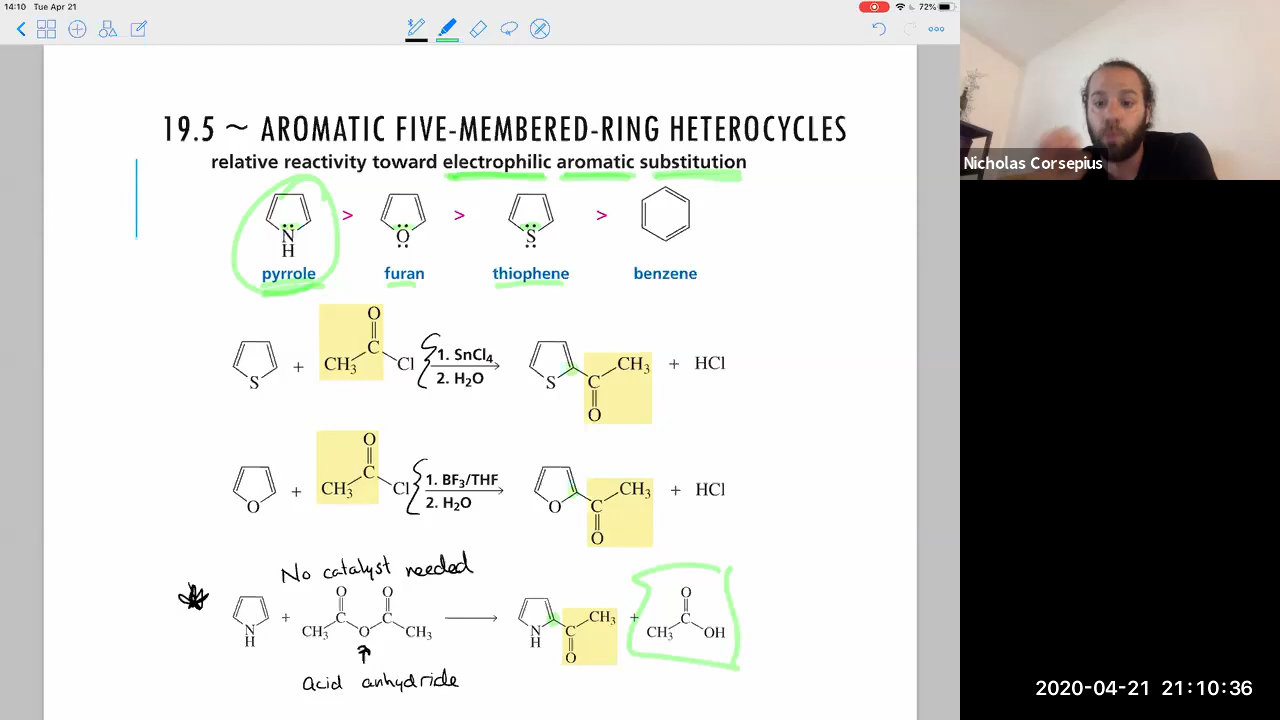 14:10 Tue Apr 21
72%
19.5 ~ AROMATIC FIVE-MEMBERED-RING HETEROCYCLES
relative reactivity toward electrophilic aromatic substitution
N
H
>
O
>
S
>
pyrrole furan thiophene benzene
S + CH₃ C O Cl 1. SnCl₄ 2. H₂O S C O CH₃ + HCl
O + CH₃ C O Cl 1. BF₃/THF 2. H₂O O C O CH₃ + HCl
No catalyst needed
N H + CH₃ C O O C O CH₃ N H C O CH₃ + CH₃ C O OH
acid anhydride
Nicholas Corsepius
2020-04-21 21:10:36